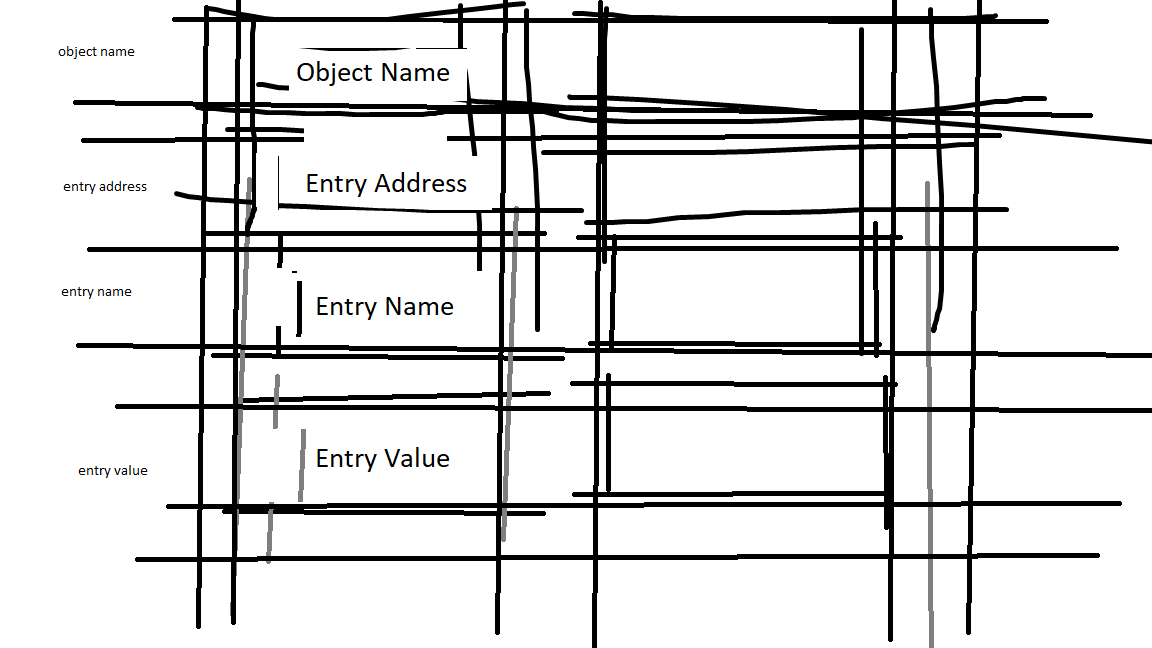 object name
Object Name
entry address
Entry Address
entry name
Entry Name
entry value
Entry Value